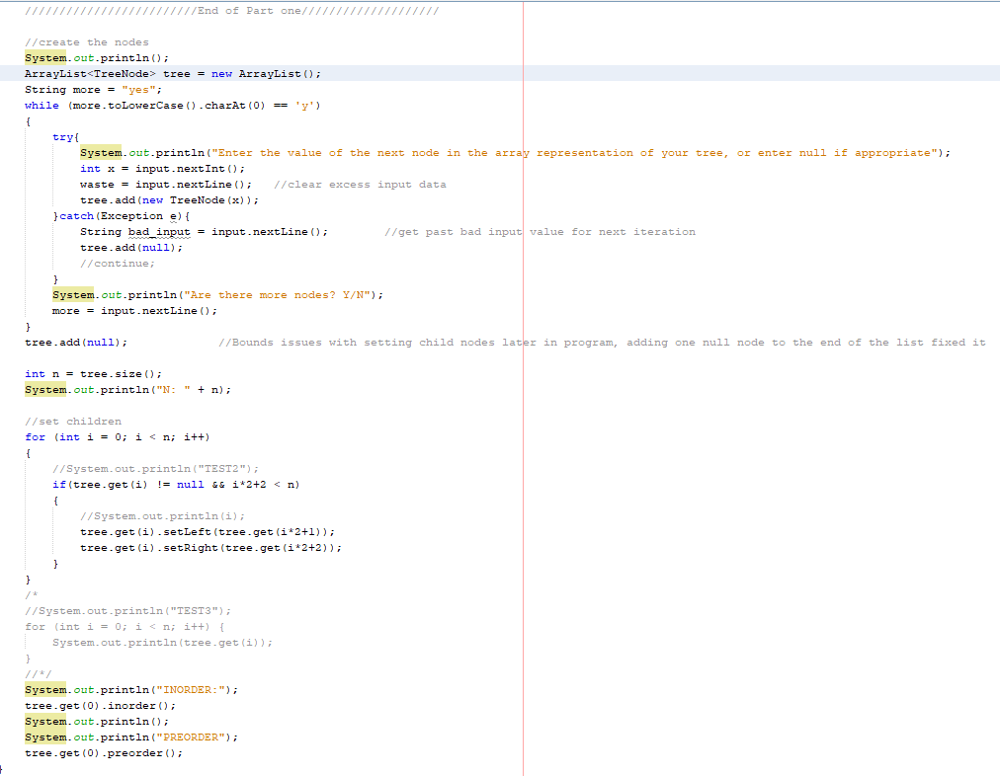 /////////////////////////End of Part one////////////////////
//create the nodes
System.out.println();
ArrayList<TreeNode> tree = new ArrayList();
String more = "yes";
while (more.toLowerCase().charAt(0) == 'y')
{
try{
System.out.println("Enter the value of the next node in the array representation of your tree, or enter null if appropriate");
int x = input.nextInt();
waste = input.nextLine();   //clear excess input data
tree.add(new TreeNode(x));
}catch(Exception e){
String bad_input = input.nextLine();        //get past bad input value for next iteration
tree.add(null);
//continue;
}
System.out.println("Are there more nodes? Y/N");
more = input.nextLine();
}
tree.add(null);             //Bounds issues with setting child nodes later in program, adding one null node to the end of the list fixed it
int n = tree.size();
System.out.println("N: " + n);
//set children
for (int i = 0; i < n; i++)
{
//System.out.println("TEST2");
if(tree.get(i) != null && i*2+2 < n)
{
//System.out.println(i);
tree.get(i).setLeft(tree.get(i*2+1));
tree.get(i).setRight(tree.get(i*2+2));
}
}
/*
//System.out.println("TEST3");
for (int i = 0; i < n; i++) {
System.out.println(tree.get(i));
}
//*/
System.out.println("INORDER:");
tree.get(0).inorder();
System.out.println();
System.out.println("PREORDER");
tree.get(0).preorder();
}